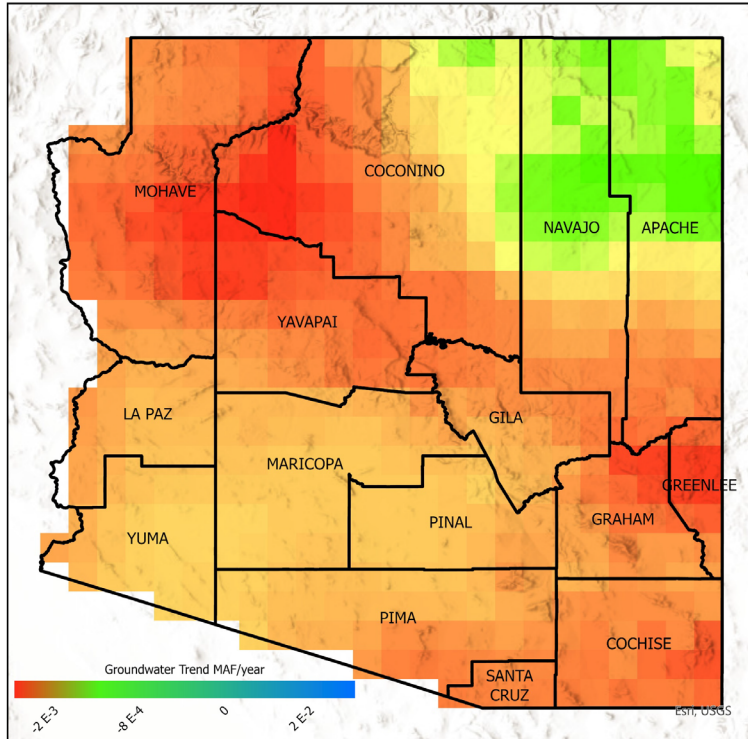 COCONINO
MOHAVE
NAVAJO
APACHE
YAVAPAI
LA PAZ
GILA
MARICOPA
GREENLEE
YUMA
PINAL
GRAHAM
PIMA
COCHISE
SANTA
CRUZ
Groundwater Trend MAF/year
-2 E-3
-8 E-4
0
2 E-2
Esri, USGS